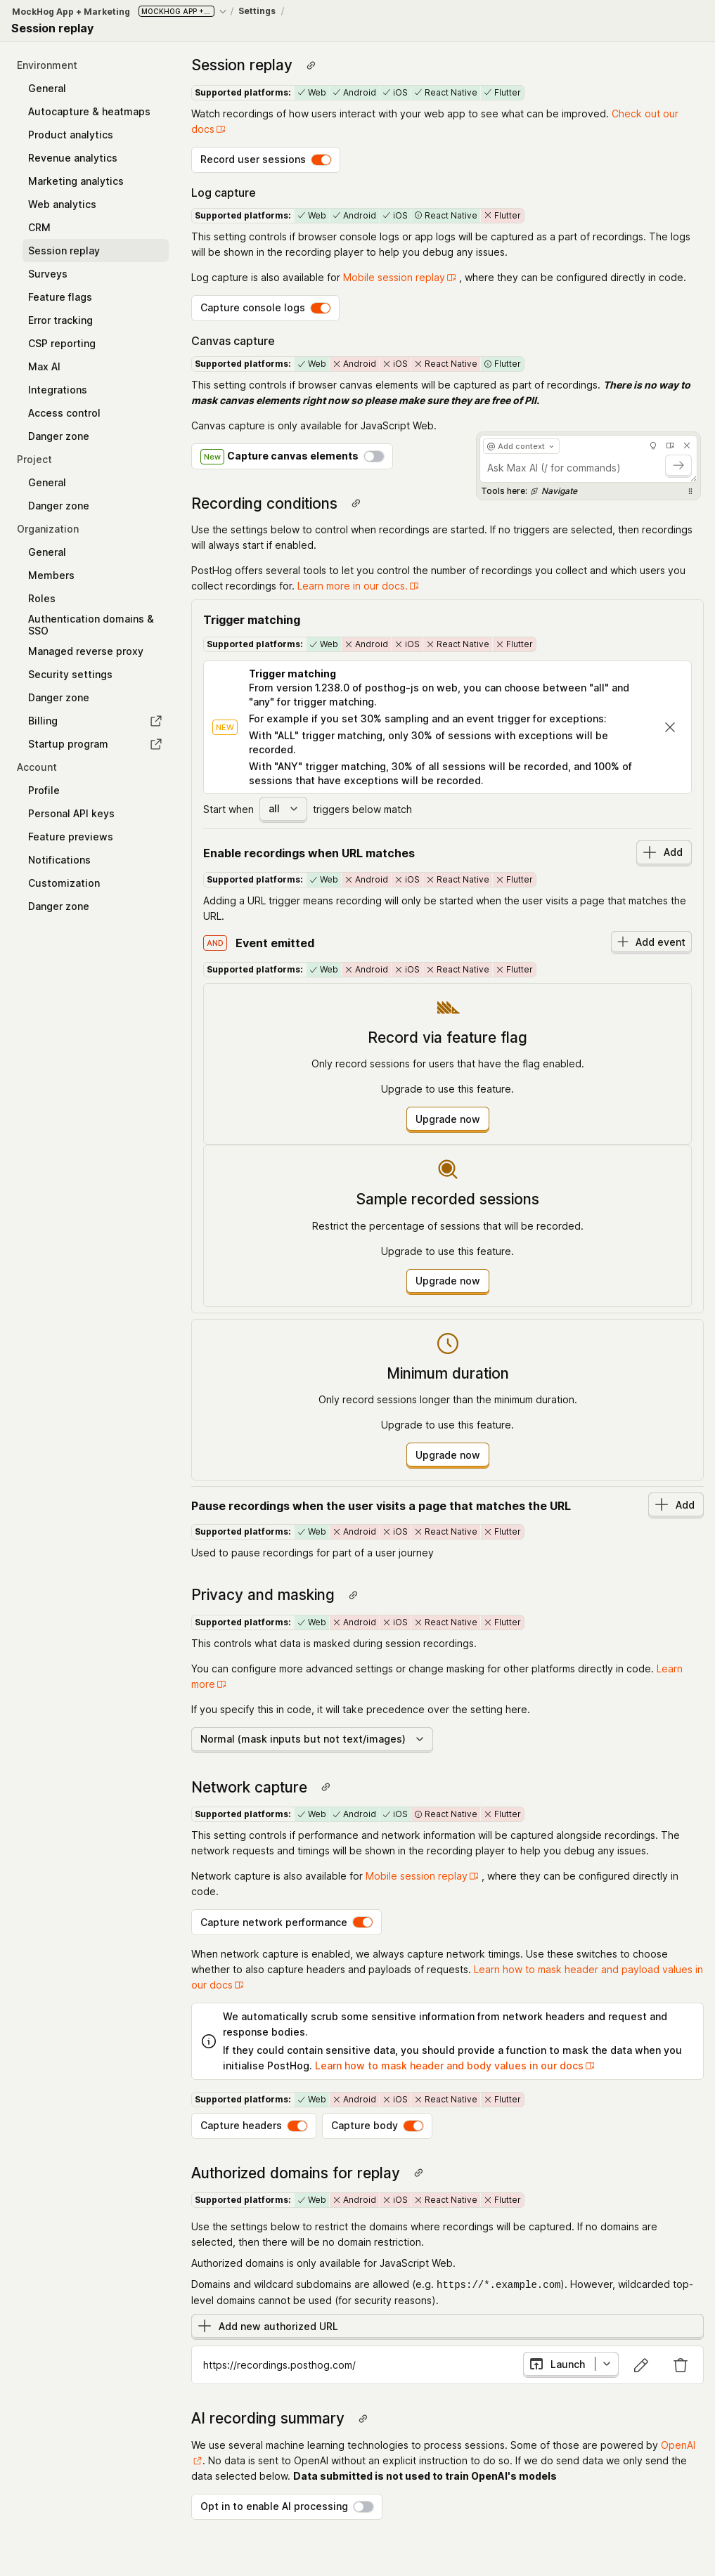 MockHog App + Marketing MOCKHOG APP +... / Settings /
Session replay
Environment
General
Autocapture & heatmaps
Product analytics
Revenue analytics
Marketing analytics
Web analytics
CRM
Session replay
Surveys
Feature flags
Error tracking
CSP reporting
Max AI
Integrations
Access control
Danger zone
Project
General
Danger zone
Organization
General
Members
Roles
Authentication domains &
SSO
Managed reverse proxy
Security settings
Danger zone
Billing
Startup program
Account
Profile
Personal API keys
Feature previews
Notifications
Customization
Danger zone
Session replay
Supported platforms: Web Android iOS React Native Flutter
Watch recordings of how users interact with your web app to see what can be improved. Check out our
docs
Record user sessions
Log capture
Supported platforms: Web Android iOS React Native Flutter
This setting controls if browser console logs or app logs will be captured as a part of recordings. The logs
will be shown in the recording player to help you debug any issues.
Log capture is also available for Mobile session replay , where they can be configured directly in code.
Capture console logs
Canvas capture
Supported platforms: Web Android iOS React Native Flutter
This setting controls if browser canvas elements will be captured as part of recordings. There is no way to
mask canvas elements right now so please make sure they are free of PII.
Canvas capture is only available for JavaScript Web.
New Capture canvas elements
@ Add context
Ask Max AI (/ for commands)
Tools here: Navigate
Recording conditions
Use the settings below to control when recordings are started. If no triggers are selected, then recordings
will always start if enabled.
PostHog offers several tools to let you control the number of recordings you collect and which users you
collect recordings for. Learn more in our docs.
Trigger matching
Supported platforms: Web Android iOS React Native Flutter
NEW
Trigger matching
From version 1.238.0 of posthog-js on web, you can choose between "all" and
"any" for trigger matching.
For example if you set 30% sampling and an event trigger for exceptions:
With "ALL" trigger matching, only 30% of sessions with exceptions will be
recorded.
With "ANY" trigger matching, 30% of all sessions will be recorded, and 100% of
sessions that have exceptions will be recorded.
Start when all triggers below match
Enable recordings when URL matches Add
Supported platforms: Web Android iOS React Native Flutter
Adding a URL trigger means recording will only be started when the user visits a page that matches the
URL.
AND Event emitted Add event
Supported platforms: Web Android iOS React Native Flutter
Record via feature flag
Only record sessions for users that have the flag enabled.
Upgrade to use this feature.
Upgrade now
Sample recorded sessions
Restrict the percentage of sessions that will be recorded.
Upgrade to use this feature.
Upgrade now
Minimum duration
Only record sessions longer than the minimum duration.
Upgrade to use this feature.
Upgrade now
Pause recordings when the user visits a page that matches the URL Add
Supported platforms: Web Android iOS React Native Flutter
Used to pause recordings for part of a user journey
Privacy and masking
Supported platforms: Web Android iOS React Native Flutter
This controls what data is masked during session recordings.
You can configure more advanced settings or change masking for other platforms directly in code. Learn
more
If you specify this in code, it will take precedence over the setting here.
Normal (mask inputs but not text/images)
Network capture
Supported platforms: Web Android iOS React Native Flutter
This setting controls if performance and network information will be captured alongside recordings. The
network requests and timings will be shown in the recording player to help you debug any issues.
Network capture is also available for Mobile session replay , where they can be configured directly in
code.
Capture network performance
When network capture is enabled, we always capture network timings. Use these switches to choose
whether to also capture headers and payloads of requests. Learn how to mask header and payload values in
our docs
We automatically scrub some sensitive information from network headers and request and
response bodies.
If they could contain sensitive data, you should provide a function to mask the data when you
initialise PostHog. Learn how to mask header and body values in our docs
Supported platforms: Web Android iOS React Native Flutter
Capture headers Capture body
Authorized domains for replay
Supported platforms: Web Android iOS React Native Flutter
Use the settings below to restrict the domains where recordings will be captured. If no domains are
selected, then there will be no domain restriction.
Authorized domains is only available for JavaScript Web.
Domains and wildcard subdomains are allowed (e.g. https://*.example.com). However, wildcarded top-
level domains cannot be used (for security reasons).
Add new authorized URL
https://recordings.posthog.com/ Launch
AI recording summary
We use several machine learning technologies to process sessions. Some of those are powered by OpenAI
. No data is sent to OpenAI without an explicit instruction to do so. If we do send data we only send the
data selected below. Data submitted is not used to train OpenAI's models
Opt in to enable AI processing